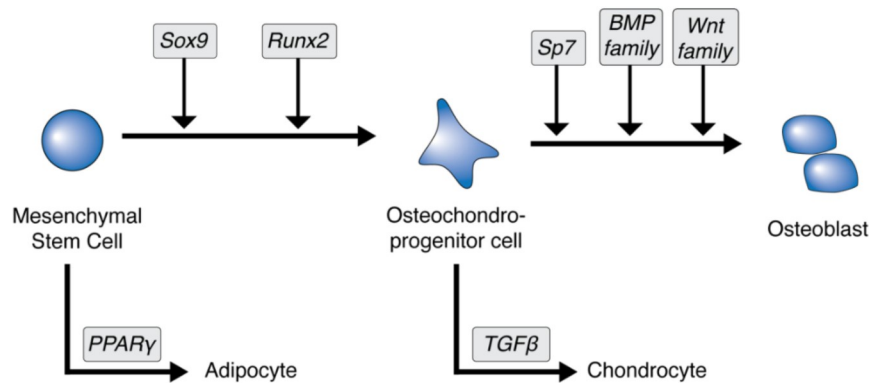 Sox9
Runx2
Sp7
BMP
family
Wnt
family
Mesenchymal
Stem Cell
Osteochondro-
progenitor cell
Osteoblast
PPARγ
Adipocyte
TGFβ
Chondrocyte